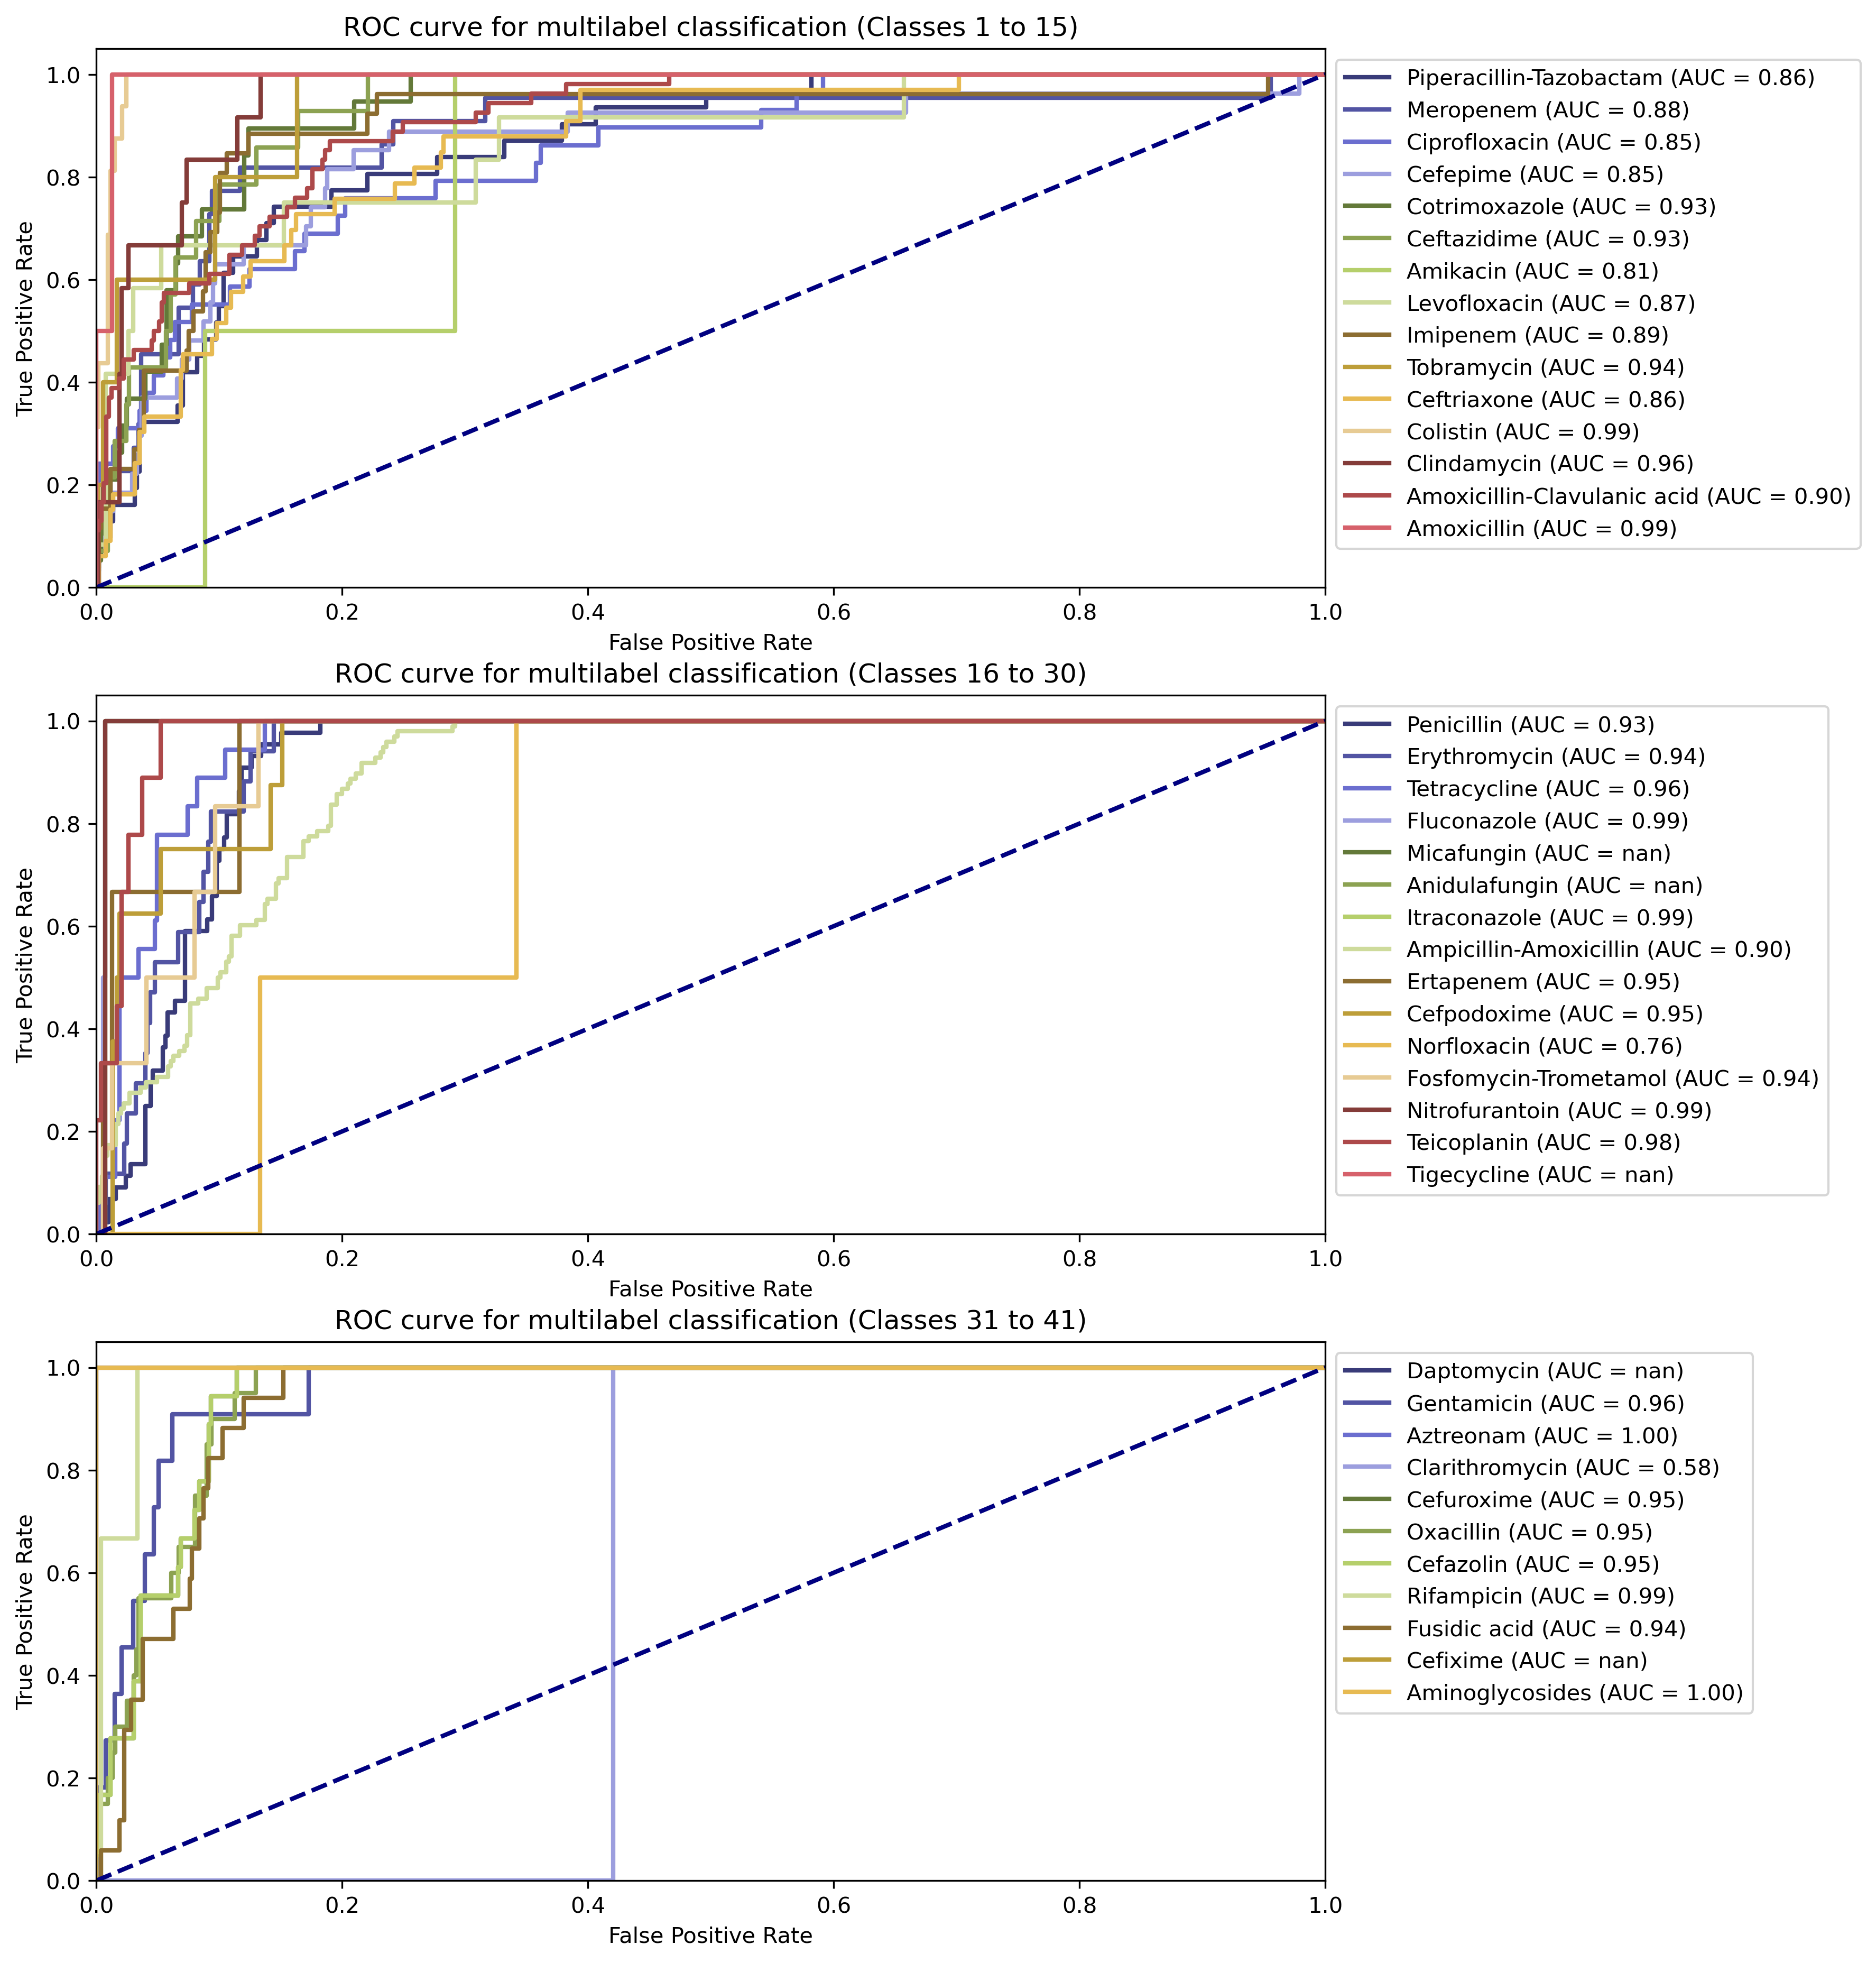 ROC curve for multilabel classification (Classes 1 to 15)
True Positive Rate
1.0
0.8
0.6
0.4
0.2
0.0
0.0 0.2 0.4 0.6 0.8 1.0
False Positive Rate
Piperacillin-Tazobactam (AUC = 0.86)
Meropenem (AUC = 0.88)
Ciprofloxacin (AUC = 0.85)
Cefepime (AUC = 0.85)
Cotrimoxazole (AUC = 0.93)
Ceftazidime (AUC = 0.93)
Amikacin (AUC = 0.81)
Levofloxacin (AUC = 0.87)
Imipenem (AUC = 0.89)
Tobramycin (AUC = 0.94)
Ceftriaxone (AUC = 0.86)
Colistin (AUC = 0.99)
Clindamycin (AUC = 0.96)
Amoxicillin-Clavulanic acid (AUC = 0.90)
Amoxicillin (AUC = 0.99)
ROC curve for multilabel classification (Classes 16 to 30)
True Positive Rate
1.0
0.8
0.6
0.4
0.2
0.0
0.0 0.2 0.4 0.6 0.8 1.0
False Positive Rate
Penicillin (AUC = 0.93)
Erythromycin (AUC = 0.94)
Tetracycline (AUC = 0.96)
Fluconazole (AUC = 0.99)
Micafungin (AUC = nan)
Anidulafungin (AUC = nan)
Itraconazole (AUC = 0.99)
Ampicillin-Amoxicillin (AUC = 0.90)
Ertapenem (AUC = 0.95)
Cefpodoxime (AUC = 0.95)
Norfloxacin (AUC = 0.76)
Fosfomycin-Trometamol (AUC = 0.94)
Nitrofurantoin (AUC = 0.99)
Teicoplanin (AUC = 0.98)
Tigecycline (AUC = nan)
ROC curve for multilabel classification (Classes 31 to 41)
True Positive Rate
1.0
0.8
0.6
0.4
0.2
0.0
0.0 0.2 0.4 0.6 0.8 1.0
False Positive Rate
Daptomycin (AUC = nan)
Gentamicin (AUC = 0.96)
Aztreonam (AUC = 1.00)
Clarithromycin (AUC = 0.58)
Cefuroxime (AUC = 0.95)
Oxacillin (AUC = 0.95)
Cefazolin (AUC = 0.95)
Rifampicin (AUC = 0.99)
Fusidic acid (AUC = 0.94)
Cefixime (AUC = nan)
Aminoglycosides (AUC = 1.00)